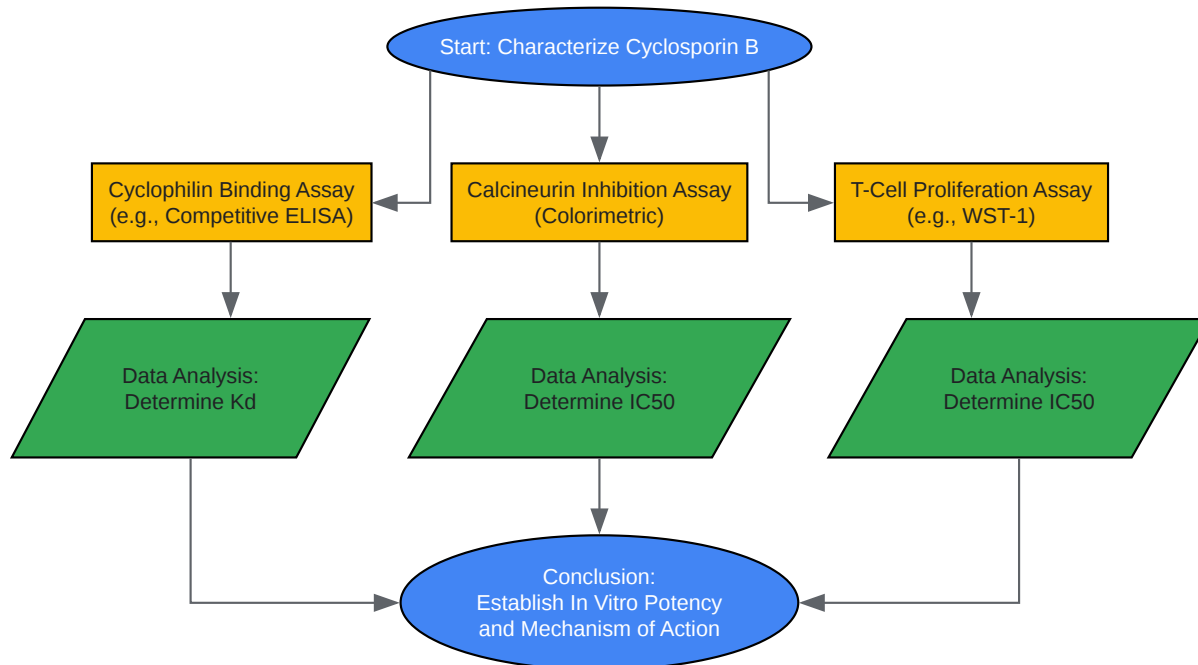 Start: Characterize Cyclosporin B
Cyclophilin Binding Assay
(e.g., Competitive ELISA)
Calcineurin Inhibition Assay
(Colorimetric)
T-Cell Proliferation Assay
(e.g., WST-1)
Data Analysis:
Determine Kd
Data Analysis:
Determine IC50
Data Analysis:
Determine IC50
Conclusion:
Establish In Vitro Potency
and Mechanism of Action